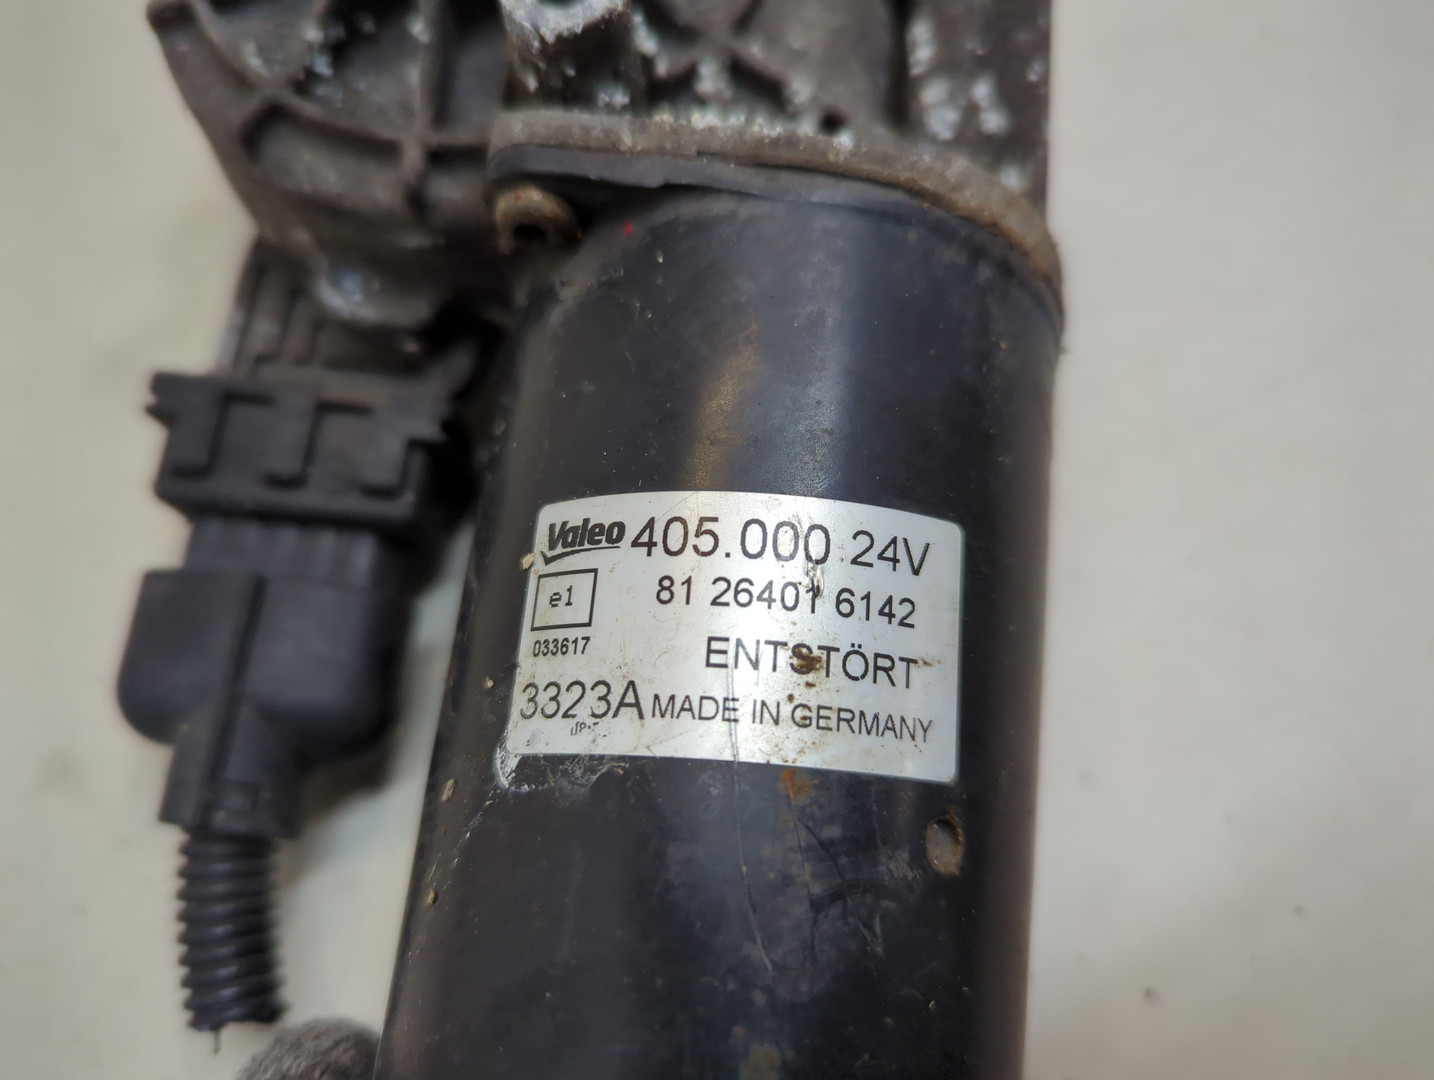 Valeo 405.000 24V
e1 81 26401 6142
033617 ENTSTÖRT
3323A MADE IN GERMANY